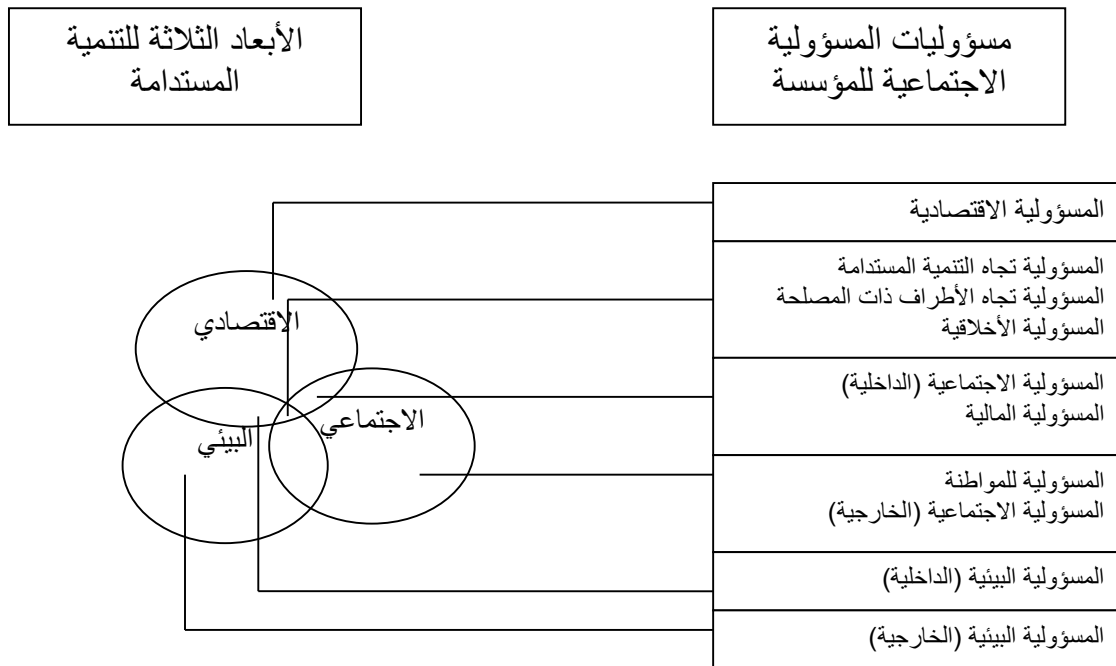 مسؤوليات المسؤولية
الاجتماعية للمؤسسة
الأبعاد الثلاثة للتنمية
المستدامة
المسؤولية الاقتصادية
المسؤولية تجاه التنمية المستدامة
المسؤولية تجاه الأطراف ذات المصلحة
المسؤولية الأخلاقية
المسؤولية الاجتماعية (الداخلية)
المسؤولية المالية
المسؤولية للمواطنة
المسؤولية الاجتماعية (الخارجية)
المسؤولية البيئية (الداخلية)
المسؤولية البيئية (الخارجية)
الاقتصادي
الاجتماعي
البيئي